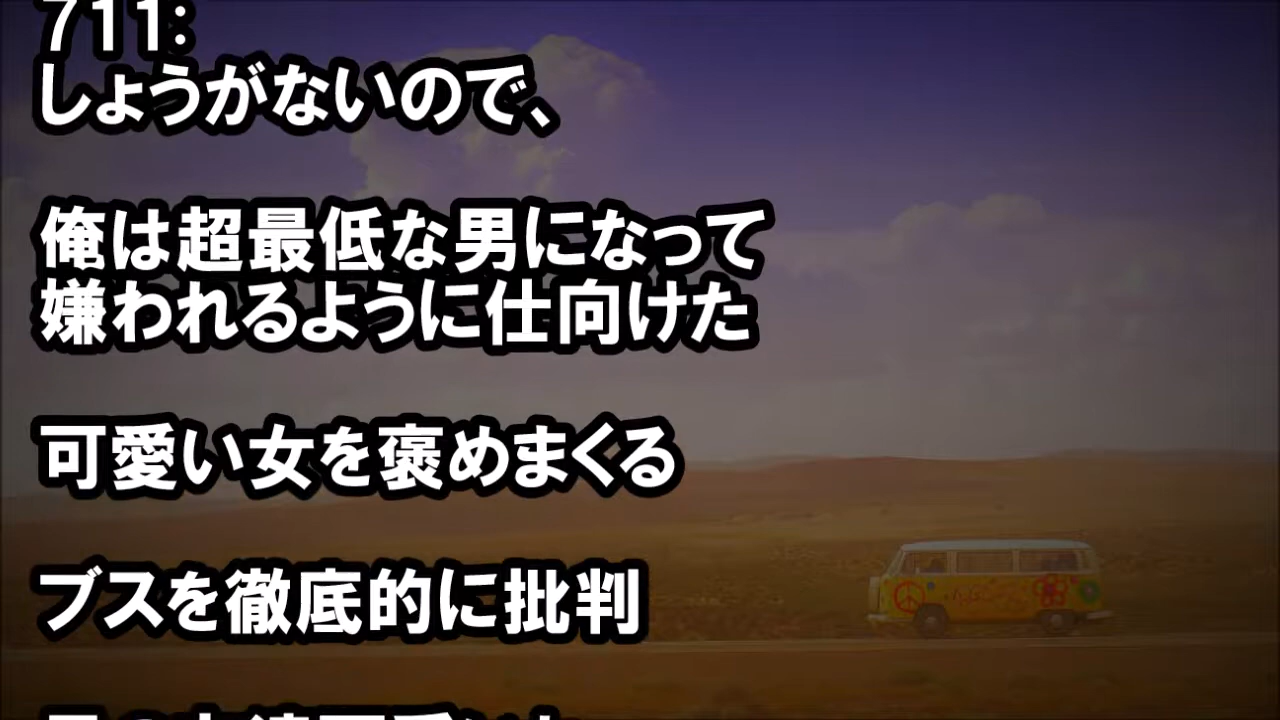 711:
しょうがないので、
俺は超最低な男になって
嫌われるように仕向けた
可愛い女を褒めまくる
ブスを徹底的に批判